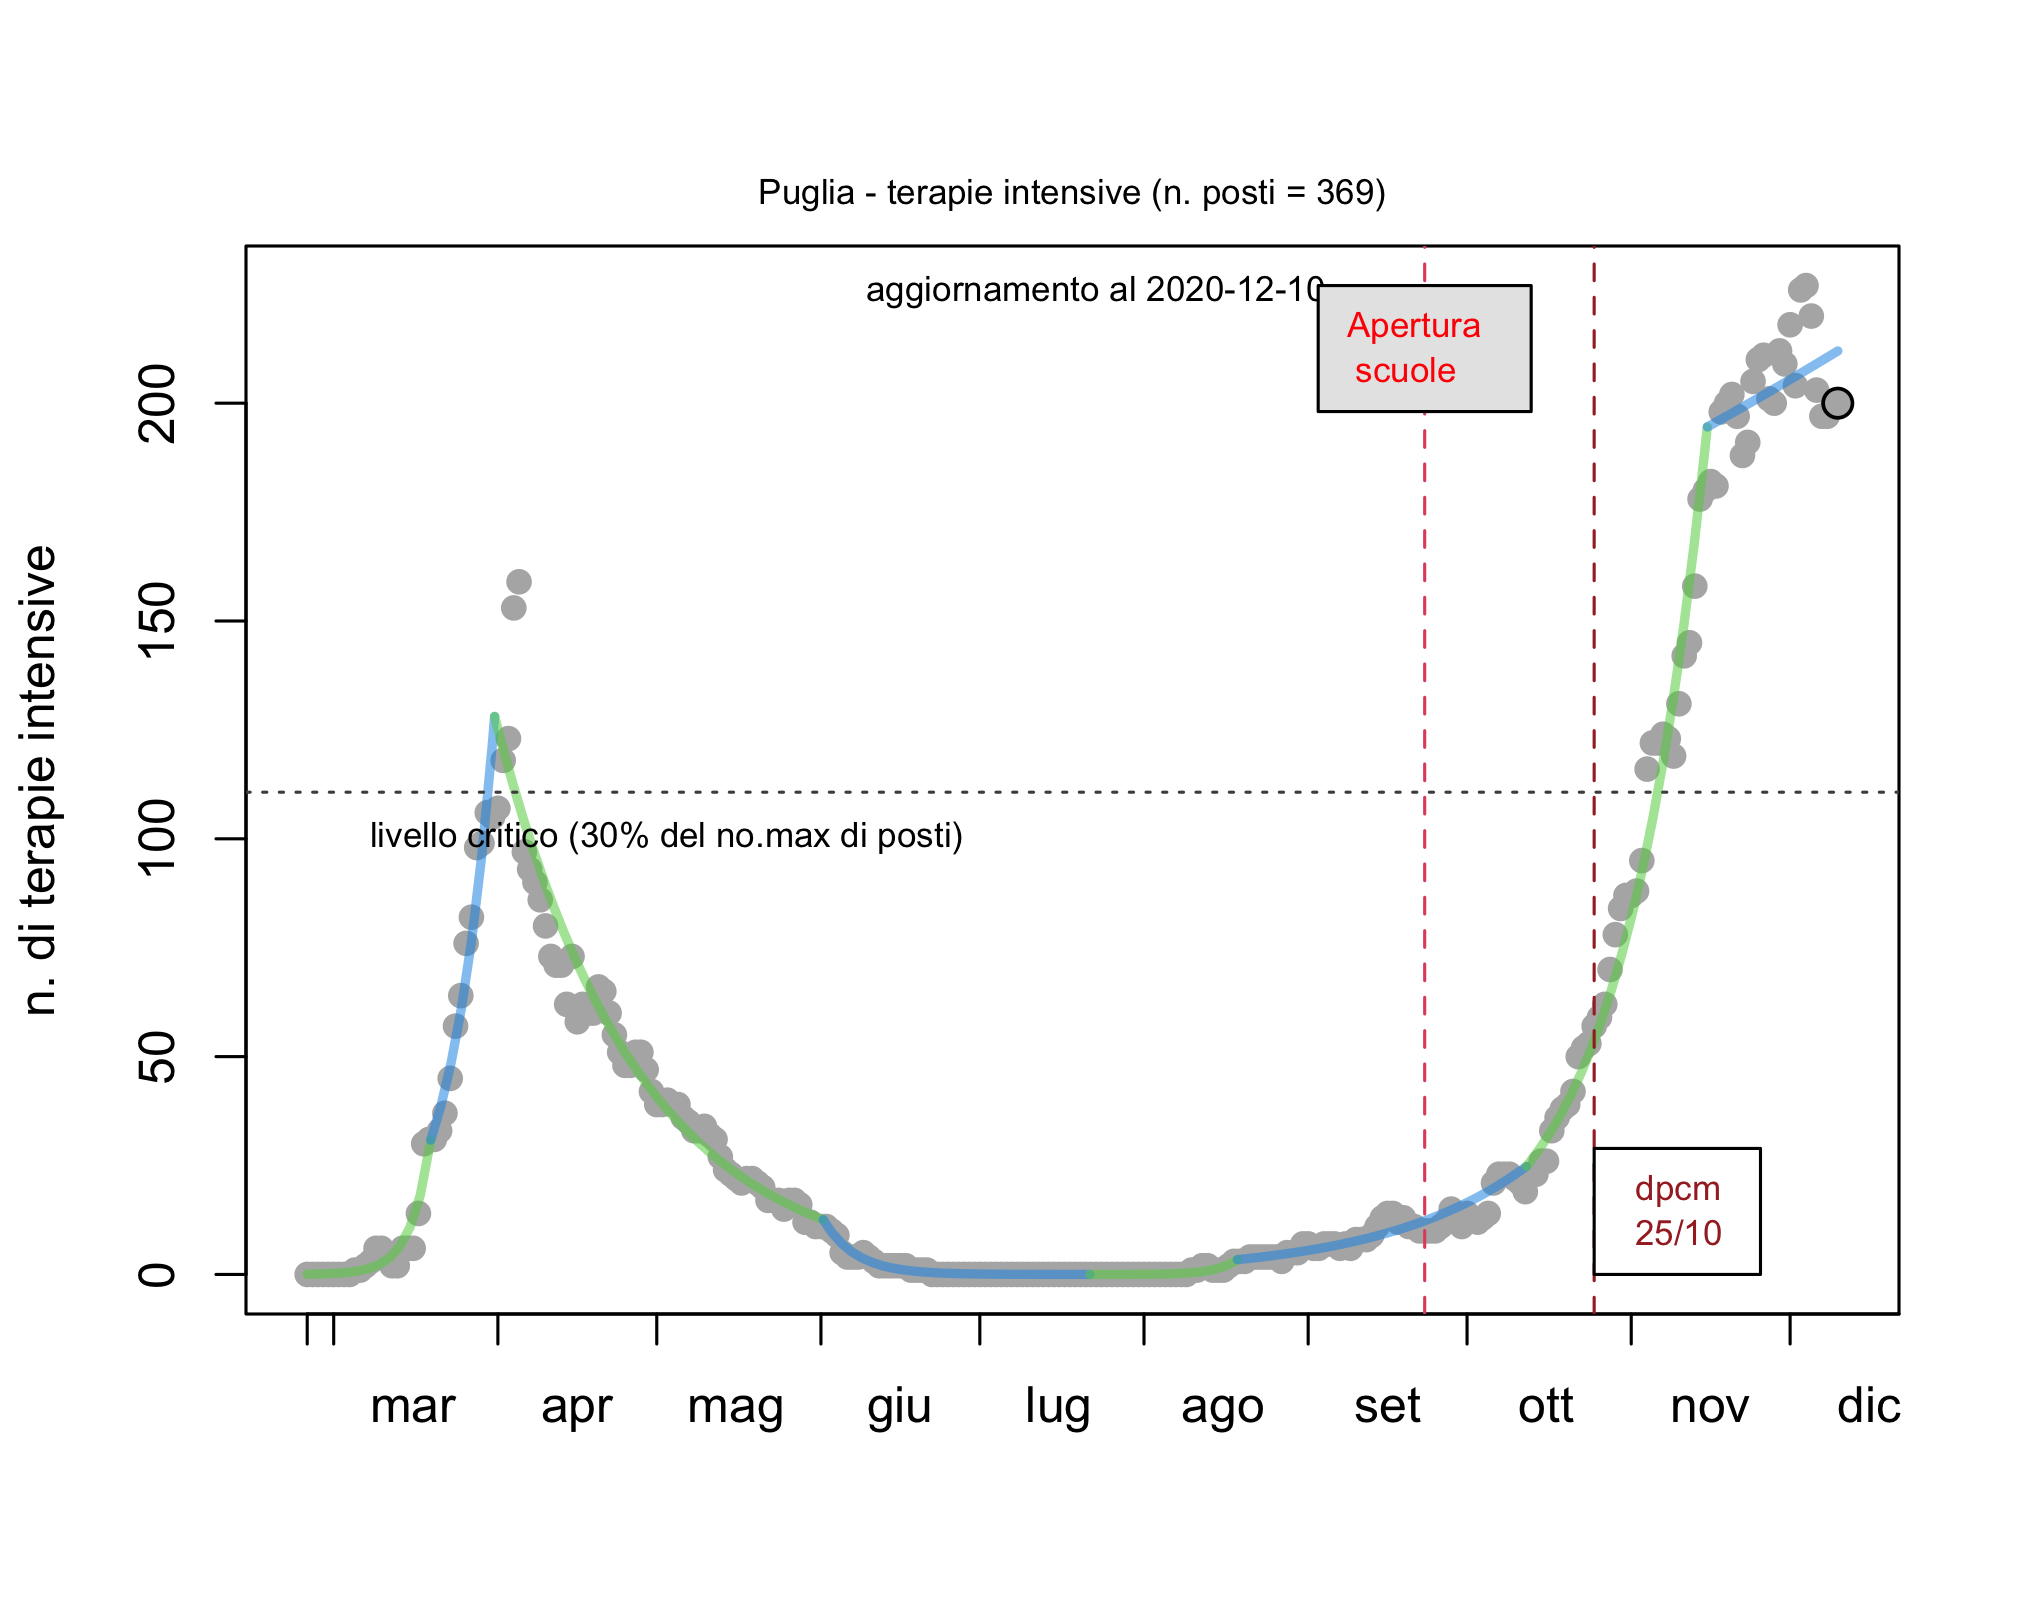 Puglia - terapie intensive (n. posti = 369)
aggiornamento al 2020-12-10
Apertura
scuole
n. di terapie intensive
200
150
100
50
0
livello critico (30% del no.max di posti)
dpcm
25/10
mar apr mag giu lug ago set ott nov dic